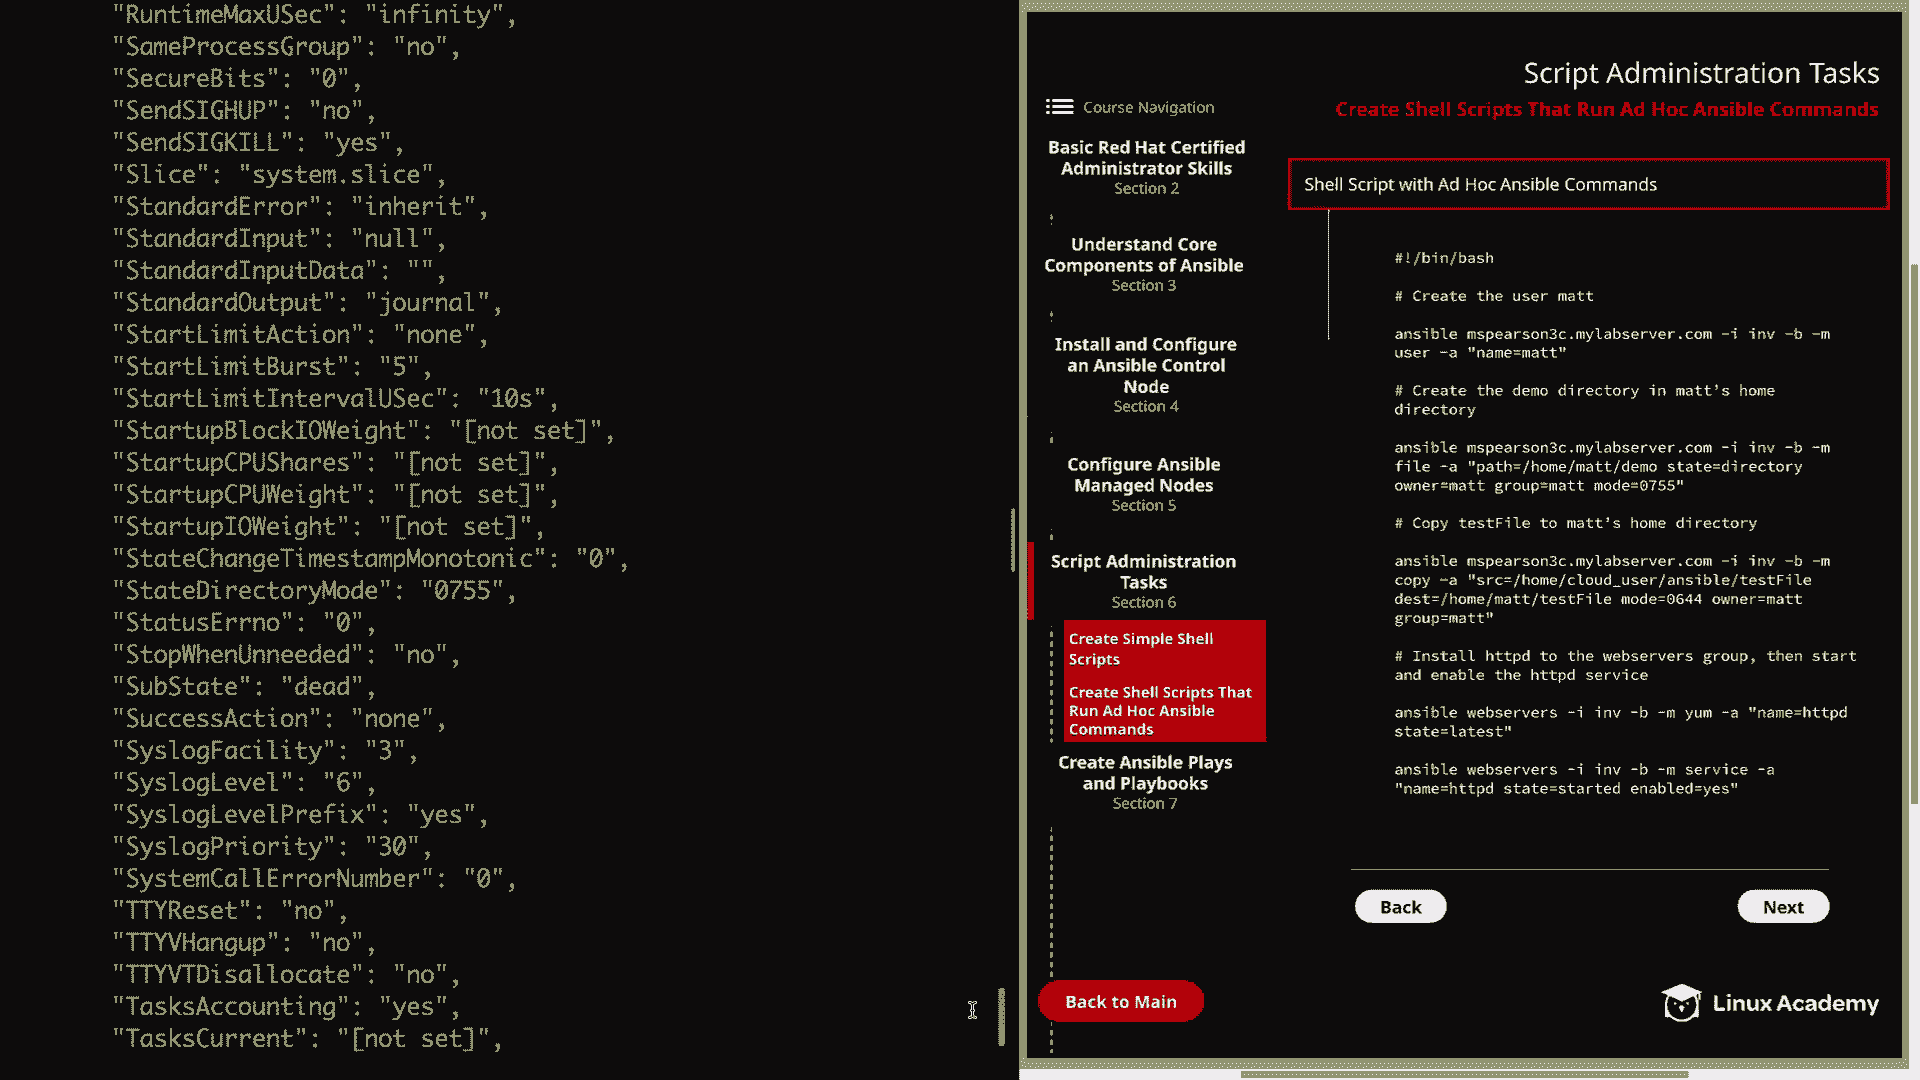 "RuntimeMaxUSec": "infinity",
"SameProcessGroup": "no",
"SecureBits": "0",
"SendSIGHUP": "no",
"SendSIGKILL": "yes",
"Slice": "system.slice",
"StandardError": "inherit",
"StandardInput": "null",
"StandardInputData": "",
"StandardOutput": "journal",
"StartLimitAction": "none",
"StartLimitBurst": "5",
"StartLimitIntervalUSec": "10s",
"StartupBlockIOWeight": "[not set]",
"StartupCPUShares": "[not set]",
"StartupCPUWeight": "[not set]",
"StartupIOWeight": "[not set]",
"StateChangeTimestampMonotonic": "0",
"StateDirectoryMode": "0755",
"StatusErrno": "0",
"StopWhenUnneeded": "no",
"SubState": "dead",
"SuccessAction": "none",
"SyslogFacility": "3",
"SyslogLevel": "6",
"SyslogLevelPrefix": "yes",
"SyslogPriority": "30",
"SystemCallErrorNumber": "0",
"TTYReset": "no",
"TTYVHangup": "no",
"TTYVTDisallocate": "no",
"TasksAccounting": "yes",
"TasksCurrent": "[not set]",
Script Administration Tasks
Create Shell Scripts That Run Ad Hoc Ansible Commands
Course Navigation
Basic Red Hat Certified
Administrator Skills
Section 2
Understand Core
Components of Ansible
Section 3
Install and Configure
an Ansible Control
Node
Section 4
Configure Ansible
Managed Nodes
Section 5
Script Administration
Tasks
Section 6
Create Simple Shell
Scripts
Create Shell Scripts That
Run Ad Hoc Ansible
Commands
Create Ansible Plays
and Playbooks
Section 7
Back to Main
Shell Script with Ad Hoc Ansible Commands
#!/bin/bash
# Create the user matt
ansible mspearson3c.mylabserver.com -i inv -b -m
user -a "name=matt"
# Create the demo directory in matt's home
directory
ansible mspearson3c.mylabserver.com -i inv -b -m
file -a "path=/home/matt/demo state=directory
owner=matt group=matt mode=0755"
# Copy testFile to matt's home directory
ansible mspearson3c.mylabserver.com -i inv -b -m
copy -a "src=/home/cloud_user/ansible/testFile
dest=/home/matt/testFile mode=0644 owner=matt
group=matt"
# Install httpd to the webservers group, then start
and enable the httpd service
ansible webservers -i inv -b -m yum -a "name=httpd
state=latest"
ansible webservers -i inv -b -m service -a
"name=httpd state=started enabled=yes"
Back
Next
Linux Academy